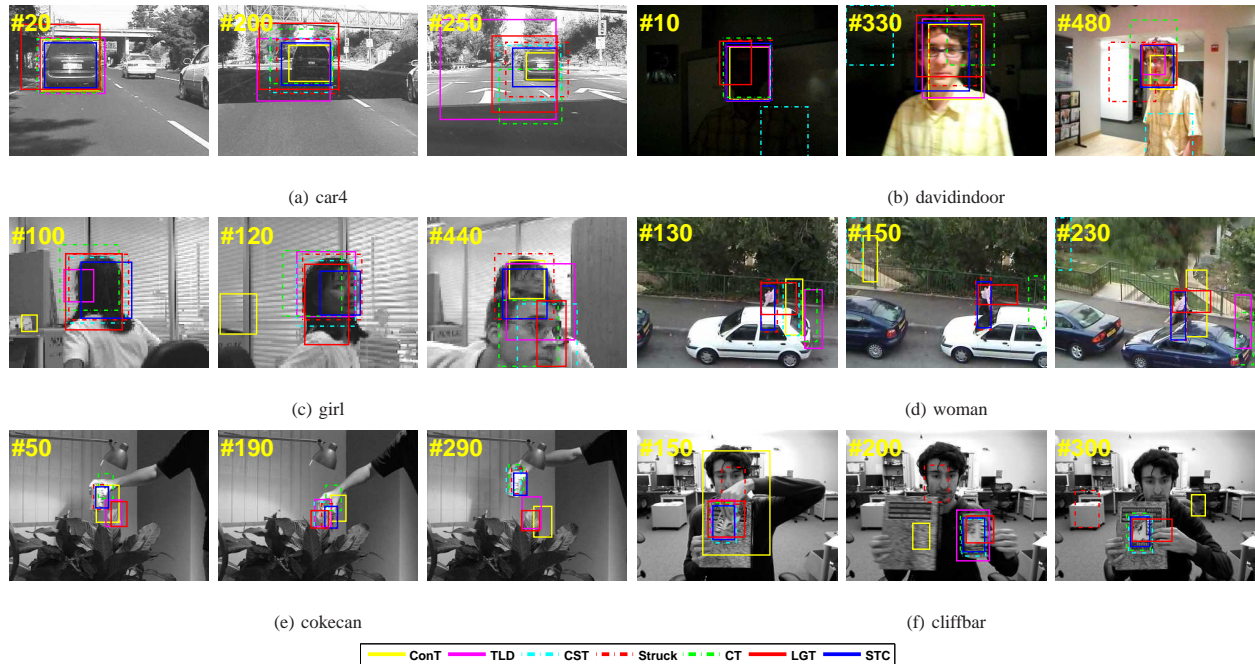 #20 #200 #250 #10 #330 #480
(a) car4 (b) davidindoor
#100 #120 #440 #130 #150 #230
(c) girl (d) woman
#50 #190 #290 #150 #200 #300
(e) cokecan (f) cliffbar
ConT TLD CST Struck CT LGT STC